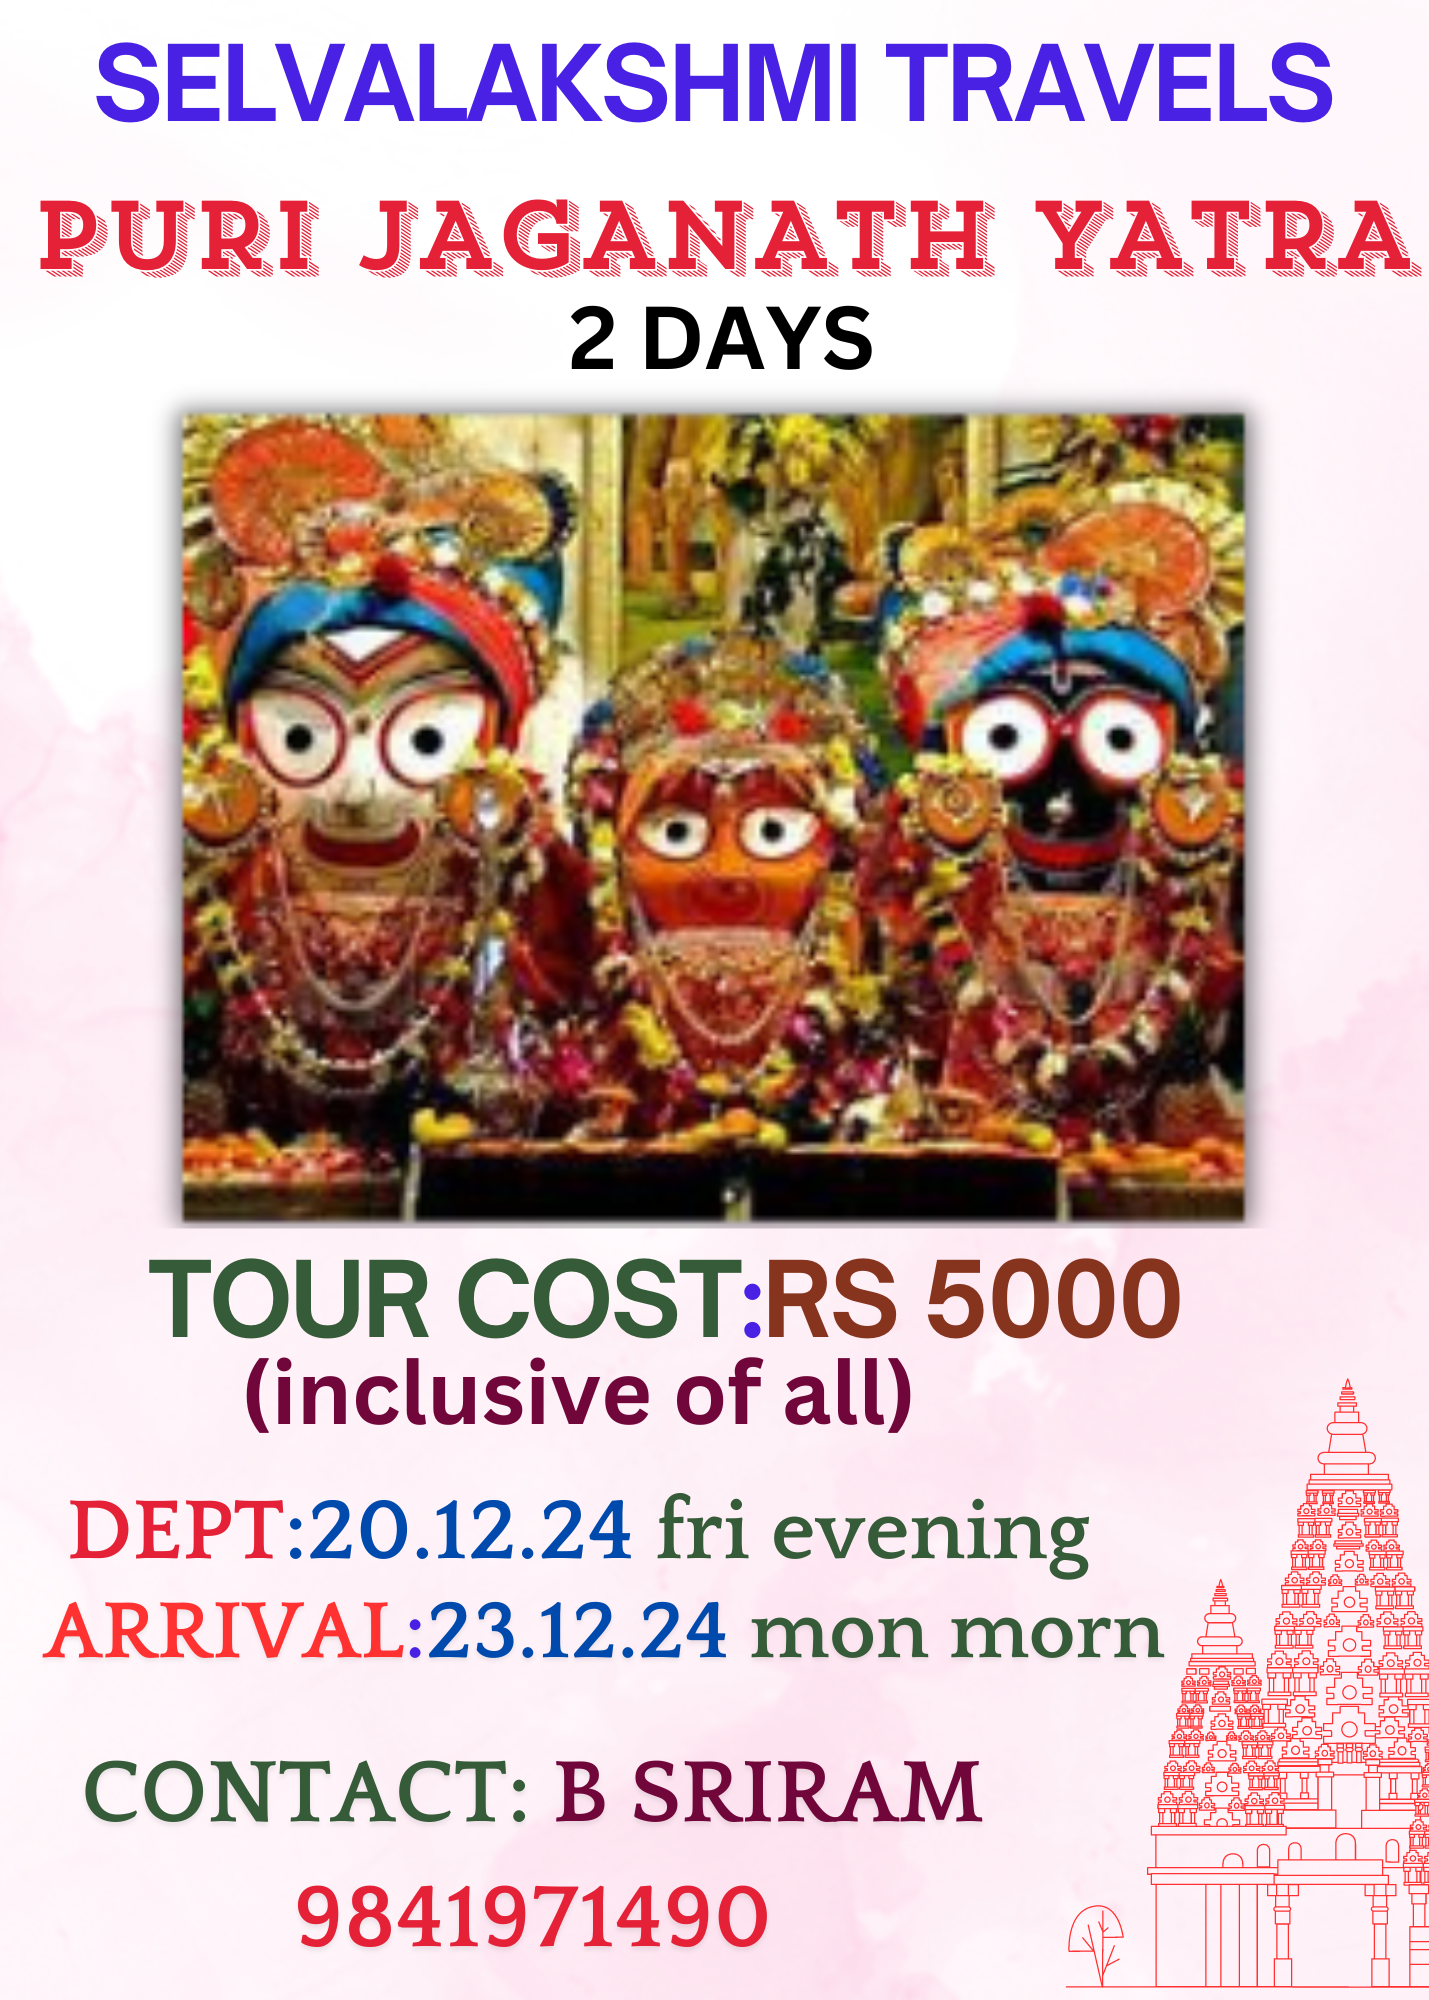 SELVALAKSHMI TRAVELS
PURI JAGANATH YATRA
2 DAYS
TOUR COST:RS 5000
(inclusive of all)
DEPT:20.12.24 fri evening
ARRIVAL:23.12.24 mon morn
CONTACT: B SRIRAM
9841971490